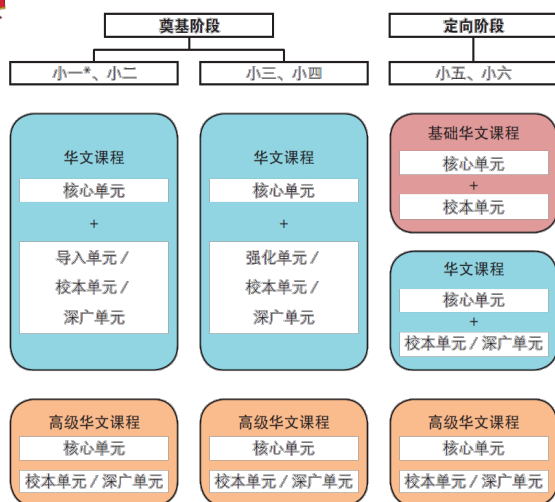 奠基阶段
定向阶段
小一*、小二
小三、小四
小五、小六
华文课程
核心单元
+
导入单元 /
校本单元 /
深广单元
华文课程
核心单元
+
强化单元 /
校本单元 /
深广单元
基础华文课程
核心单元
+
校本单元
华文课程
核心单元
+
校本单元 / 深广单元
高级华文课程
核心单元
校本单元 / 深广单元
高级华文课程
核心单元
校本单元 / 深广单元
高级华文课程
核心单元
校本单元 / 深广单元